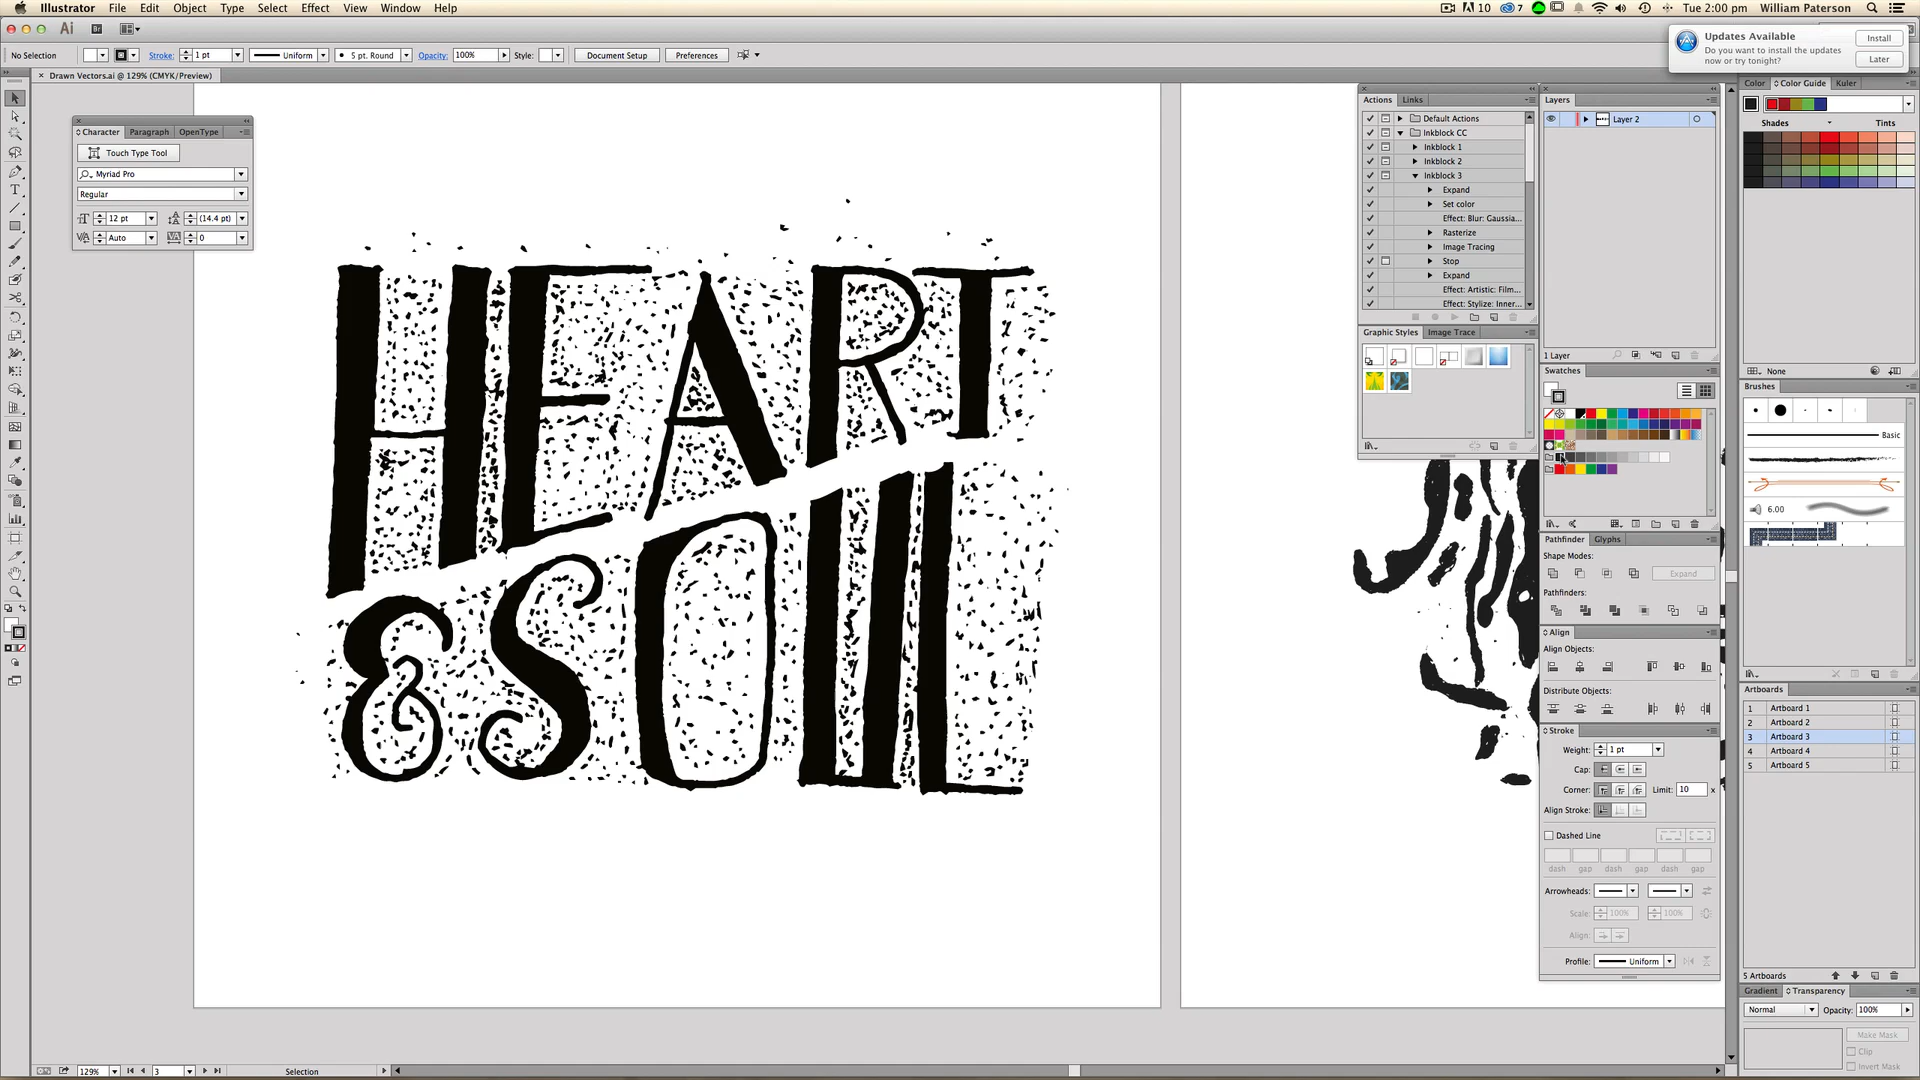 Illustrator File Edit Object Type Select Effect View Window Help
10 7 Tue 2:00 pm William Paterson
Ai Br
Updates Available
Do you want to install the updates
now or try tonight?
Install
Later
No Selection Stroke: 1 pt Uniform 5 pt. Round Opacity: 100% Style: Document Setup Preferences
× Drawn Vectors.ai @ 129% (CMYK/Preview)
Character Paragraph OpenType
Touch Type Tool
Myriad Pro
Regular
12 pt (14.4 pt)
Auto 0
HEART
& SOUL
Actions Links
Default Actions
Inkblock CC
Inkblock 1
Inkblock 2
Inkblock 3
Expand
Set color
Effect: Blur: Gaussia...
Rasterize
Image Tracing
Stop
Expand
Effect: Artistic: Film...
Effect: Stylize: Inner...
Graphic Styles Image Trace
Layers
Layer 2
1 Layer
Swatches
Pathfinder Glyphs
Shape Modes:
Expand
Pathfinders:
Align
Align Objects:
Distribute Objects:
Stroke
Weight: 1 pt
Cap:
Corner: Limit: 10 x
Align Stroke:
Dashed Line
dash gap dash gap dash gap
Arrowheads:
Scale: 100% 100%
Align:
Profile: Uniform
Color Color Guide Kuler
Shades Tints
None
Brushes
Basic
6.00
Artboards
1 Artboard 1
2 Artboard 2
3 Artboard 3
4 Artboard 4
5 Artboard 5
5 Artboards
Gradient Transparency
Normal Opacity: 100%
Make Mask
Clip
Invert Mask
129% 3 Selection